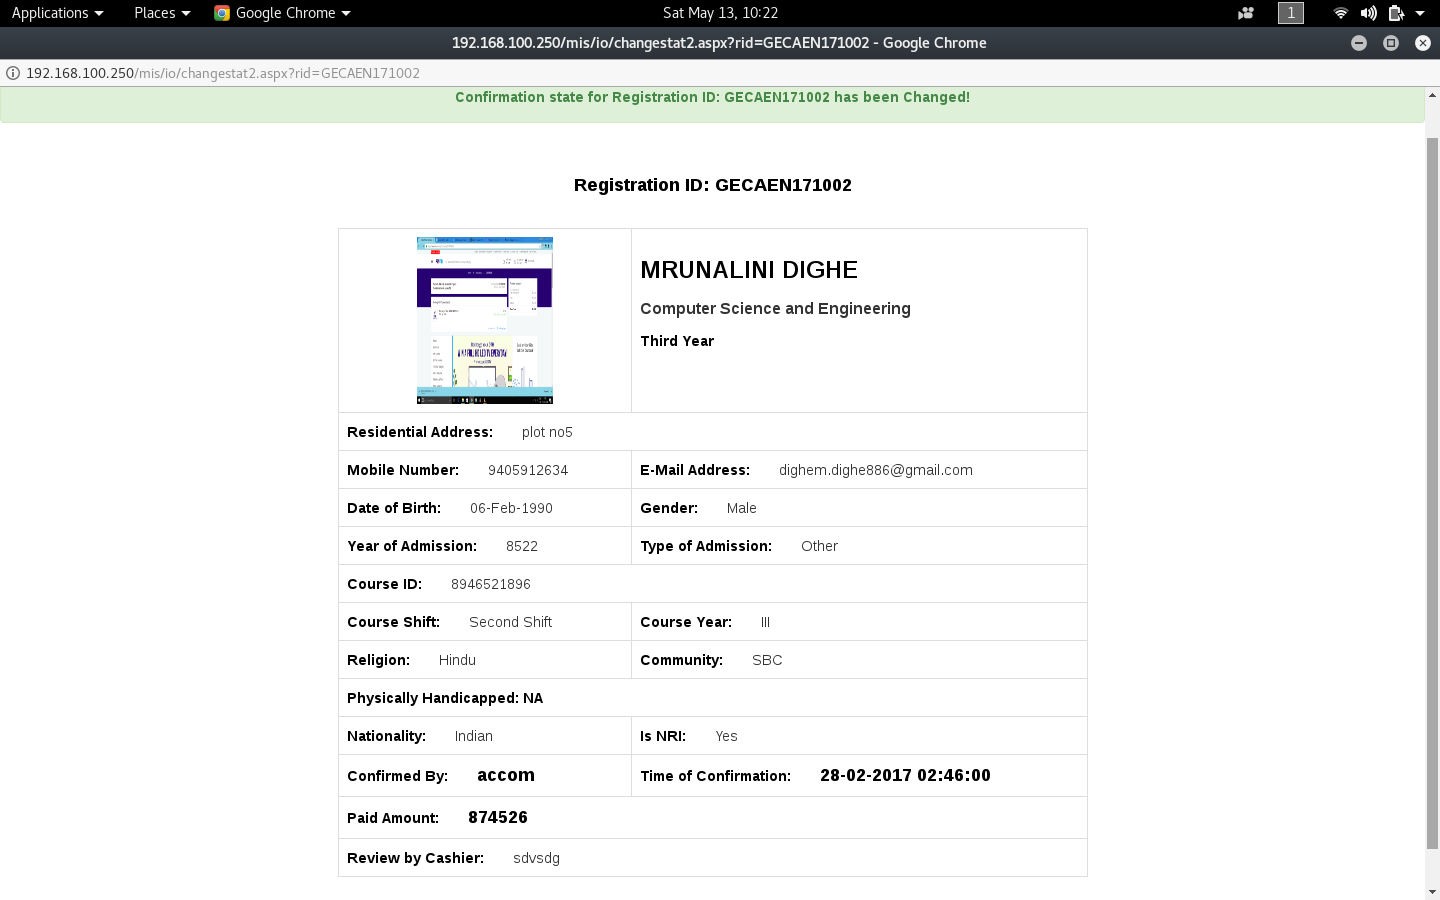 Applications Places Google Chrome Sat May 13, 10:22 1
192.168.100.250/mis/io/changestat2.aspx?rid=GECAEN171002 - Google Chrome
192.168.100.250/mis/io/changestat2.aspx?rid=GECAEN171002
Confirmation state for Registration ID: GECAEN171002 has been Changed!
Registration ID: GECAEN171002
MRUNALINI DIGHE
Computer Science and Engineering
Third Year
Residential Address: plot no5
Mobile Number: 9405912634 E-Mail Address: dighem.dighe886@gmail.com
Date of Birth: 06-Feb-1990 Gender: Male
Year of Admission: 8522 Type of Admission: Other
Course ID: 8946521896
Course Shift: Second Shift Course Year: III
Religion: Hindu Community: SBC
Physically Handicapped: NA
Nationality: Indian Is NRI: Yes
Confirmed By: accom Time of Confirmation: 28-02-2017 02:46:00
Paid Amount: 874526
Review by Cashier: sdvsdg